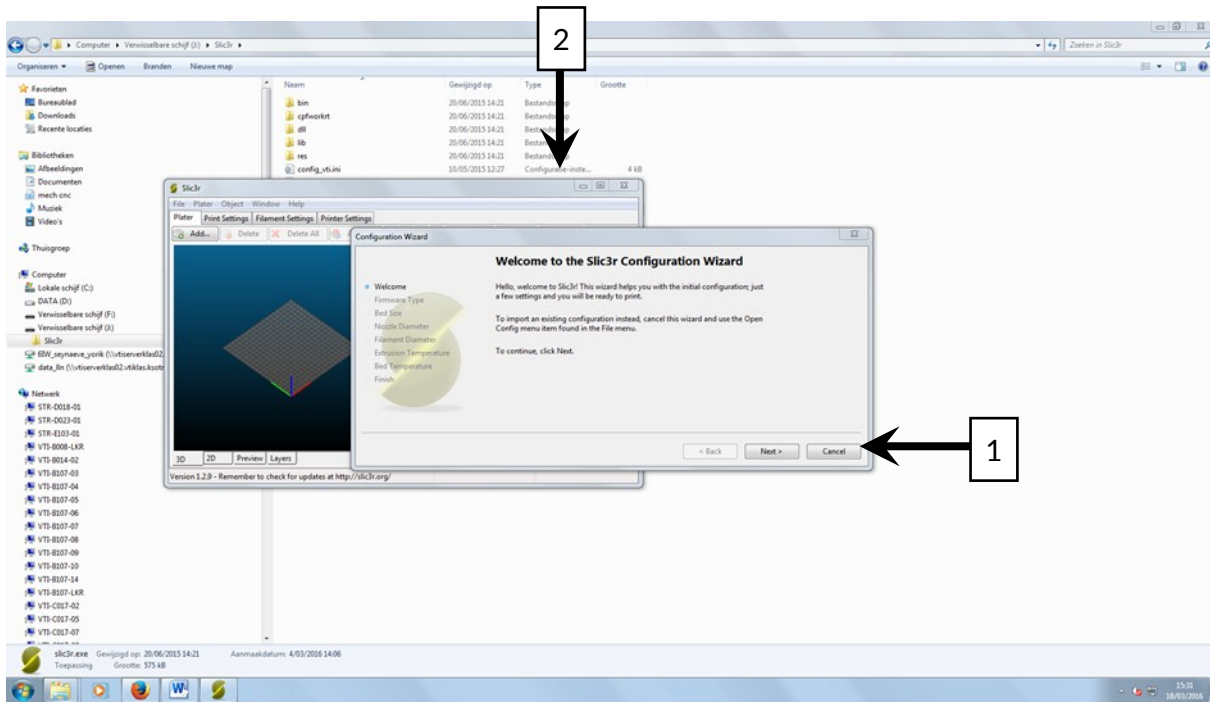 2
Computer ▸ Verwisselbare schijf (J:) ▸ Slic3r ▸
Zoeken in Slic3r
Organiseren
Openen
Branden
Nieuwe map
Naam
Gewijzigd op
Type
Grootte
Favorieten
Bureaublad
Downloads
Recente locaties
Bibliotheken
Afbeeldingen
Documenten
mech cnc
Muziek
Video's
Thuisgroep
Computer
Lokale schijf (C:)
DATA (D:)
Verwisselbare schijf (F:)
Verwisselbare schijf (J:)
Slic3r
Netwerk
STR-D018-01
STR-D023-01
STR-E103-01
VTI-B008-LKR
VTI-B014-02
VTI-B107-03
VTI-B107-04
VTI-B107-05
VTI-B107-06
VTI-B107-07
VTI-B107-08
VTI-B107-09
VTI-B107-10
VTI-B107-14
VTI-B107-LKR
VTI-C017-02
VTI-C017-05
VTI-C017-07
bin 20/06/2015 14:21
cpfworkrt 20/06/2015 14:21
dll 20/06/2015 14:21
lib 20/06/2015 14:21
res 20/06/2015 14:21
config_vti.ini 10/05/2015 12:27 4 kB
Slic3r
File Plater Object Window Help
Plater Print Settings Filament Settings Printer Settings
Add... Delete Delete All
3D 2D Preview Layers
Version 1.2.9 - Remember to check for updates at http://slic3r.org/
Configuration Wizard
Welcome to the Slic3r Configuration Wizard
Welcome
Firmware Type
Bed Size
Nozzle Diameter
Filament Diameter
Extrusion Temperature
Bed Temperature
Finish
Hello, welcome to Slic3r! This wizard helps you with the initial configuration; just
a few settings and you will be ready to print.
To import an existing configuration instead, cancel this wizard and use the Open
Config menu item found in the File menu.
To continue, click Next.
< Back
Next >
Cancel
1
slic3r.exe Gewijzigd op: 20/06/2015 14:21 Aanmaakdatum: 4/03/2016 14:06
Toepassing Grootte: 575 kB
15:31
18/03/2016